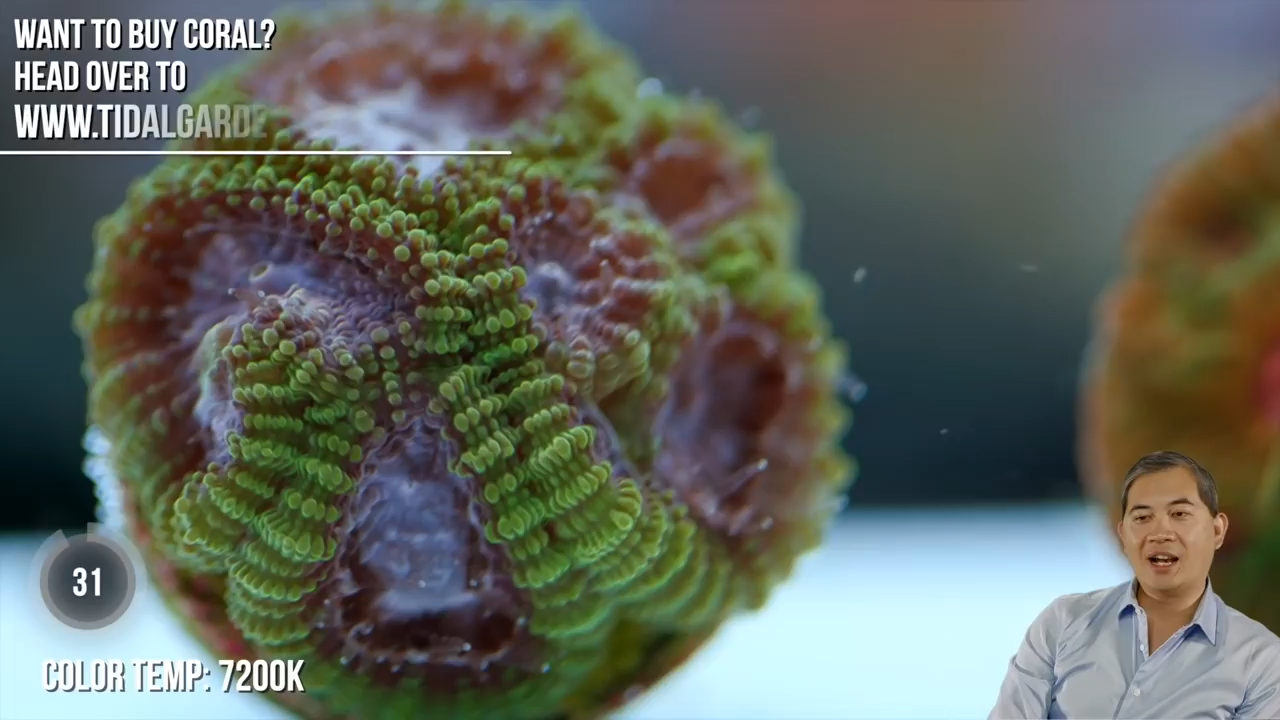 WANT TO BUY CORAL?
HEAD OVER TO
WWW.TIDALGARDE
31
COLOR TEMP: 7200K